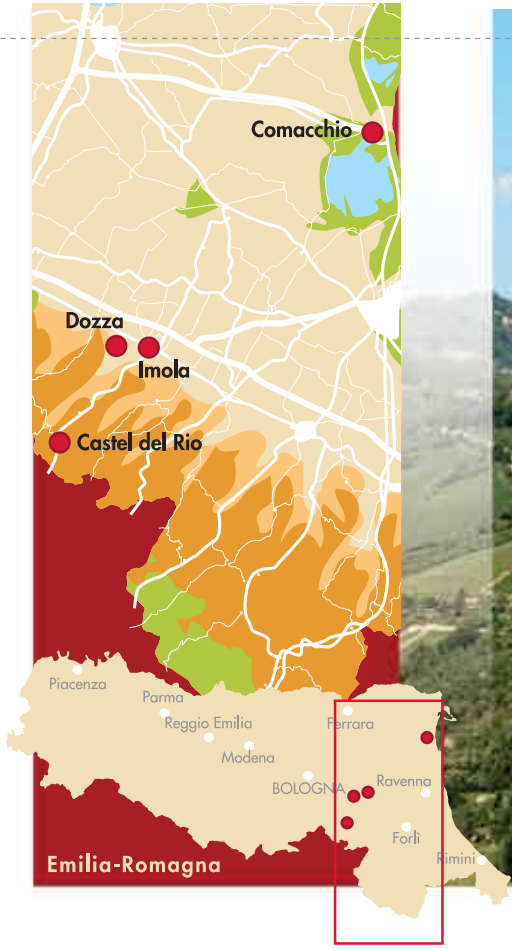 Comacchio
Dozza
Imola
Castel del Rio
Piacenza
Parma
Reggio Emilia
Modena
BOLOGNA
Ferrara
Ravenna
Forlì
Rimini
Emilia-Romagna